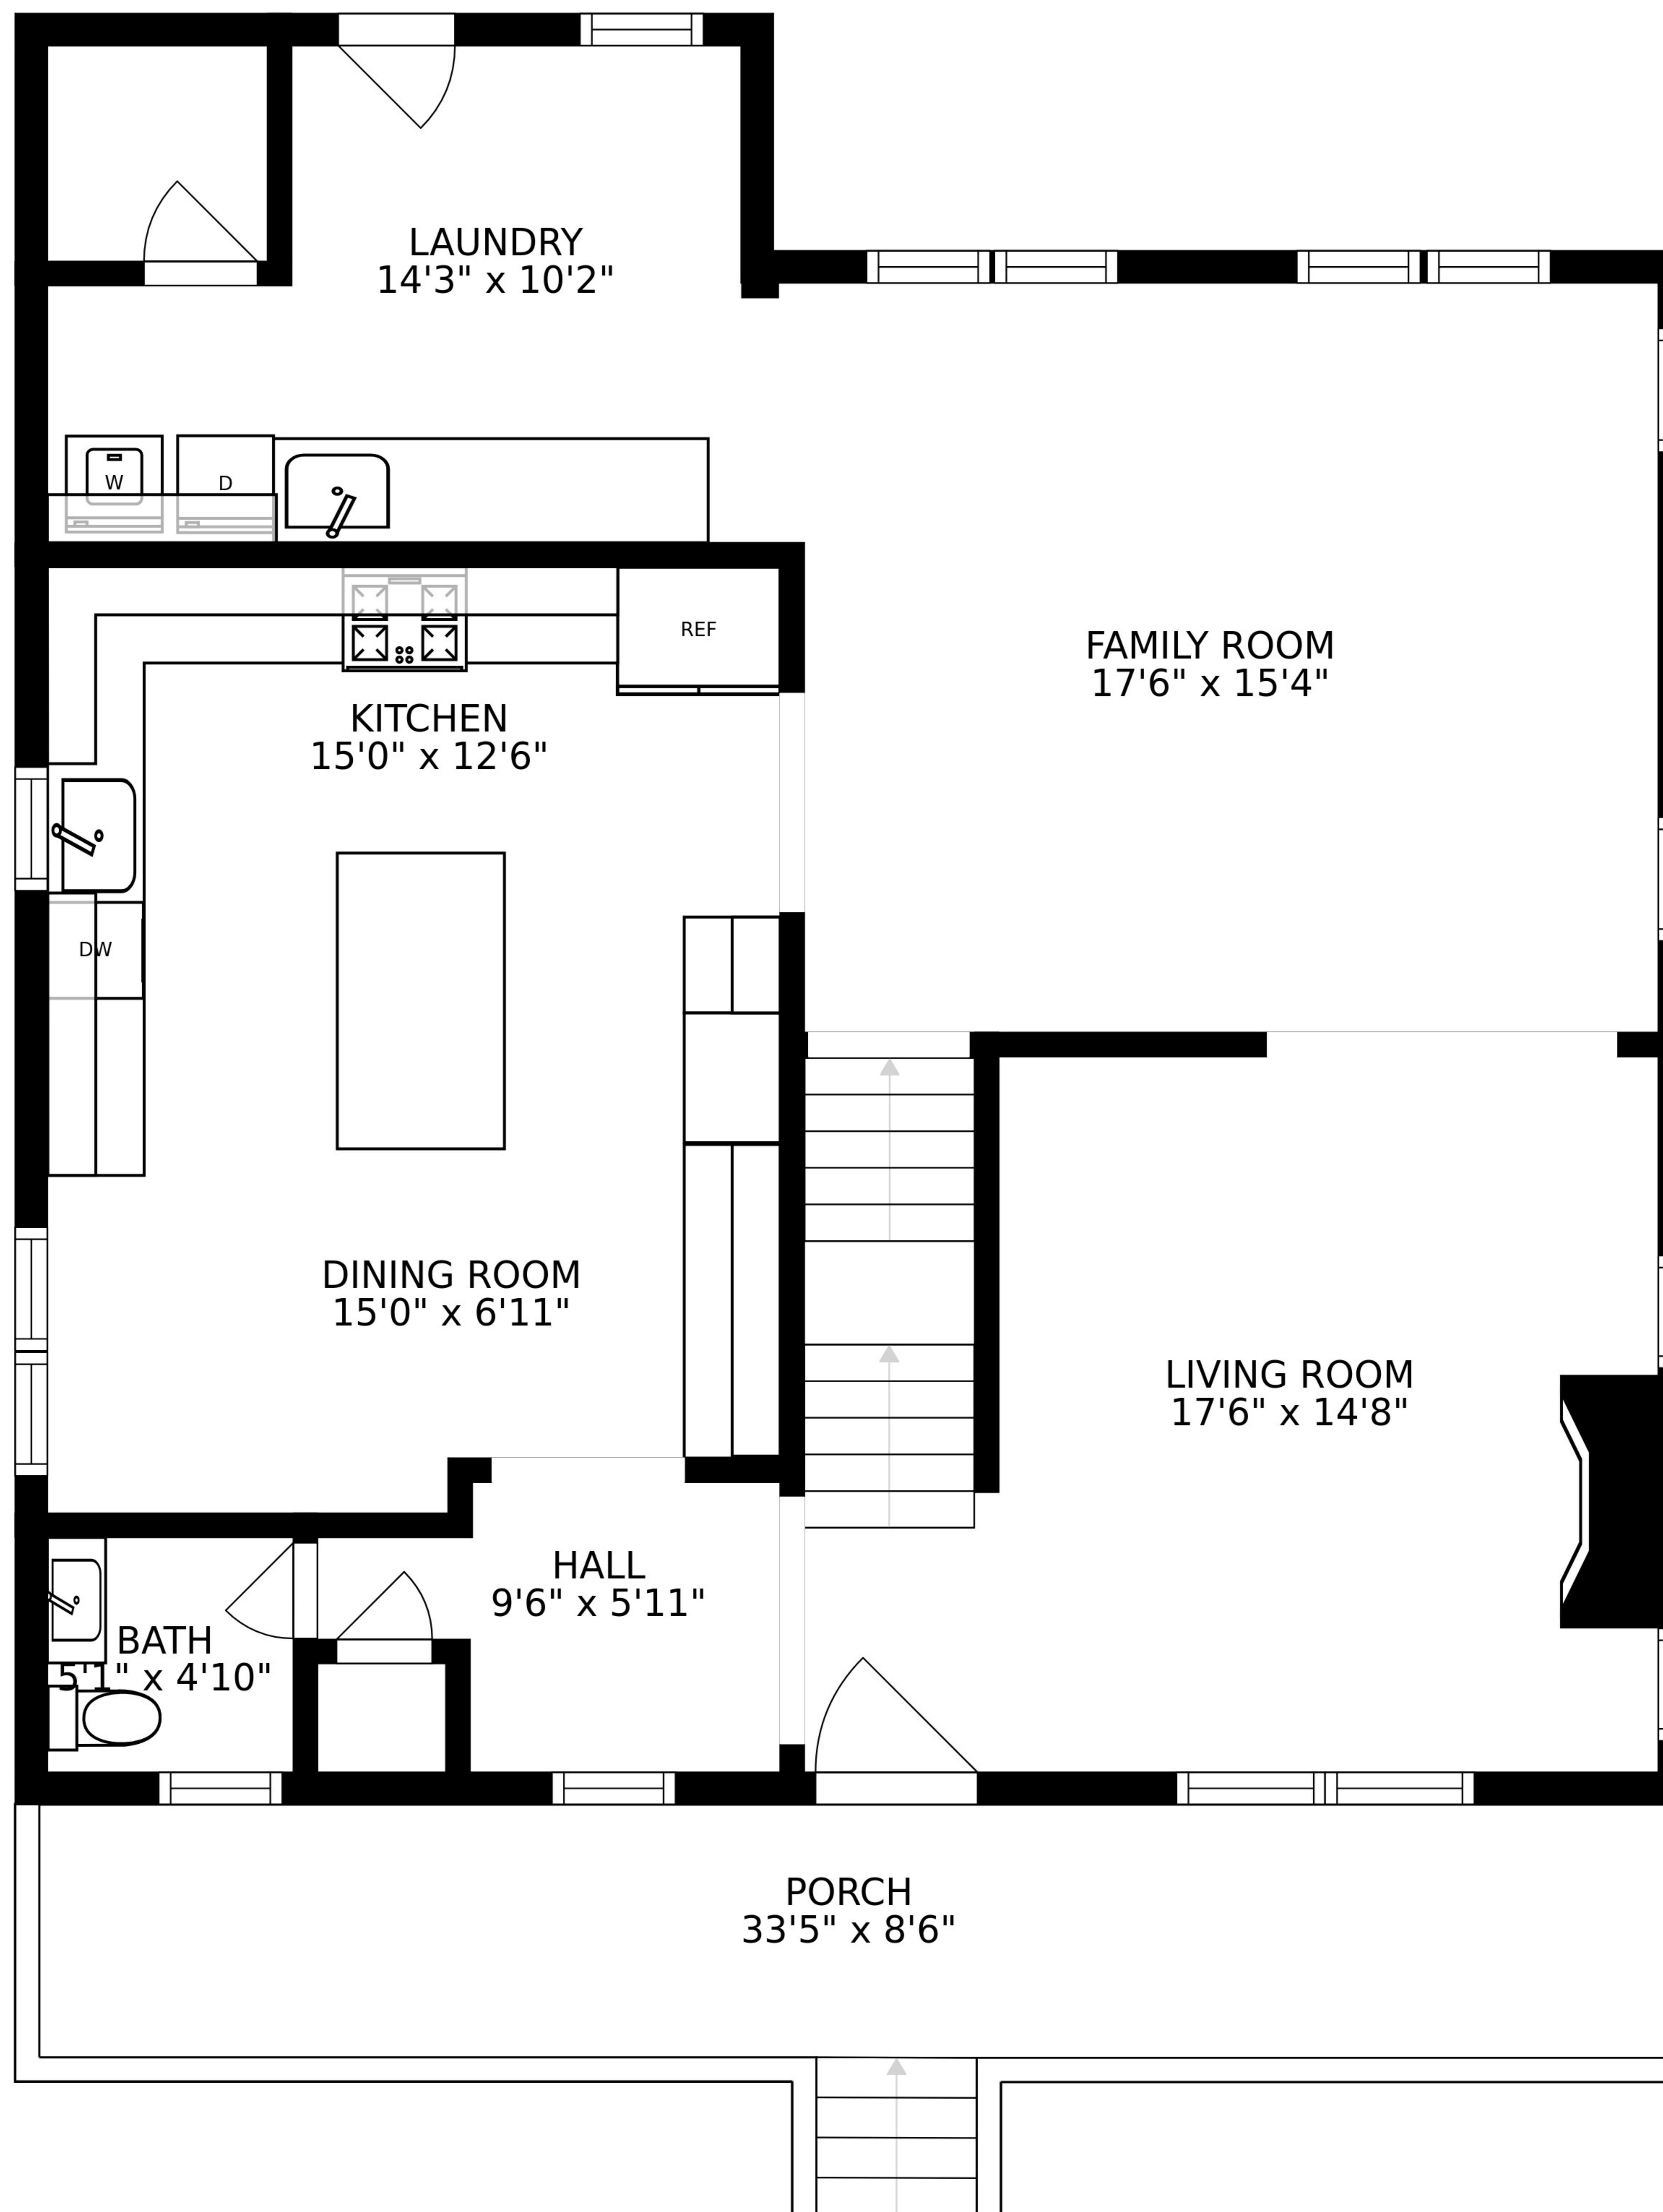 LAUNDRY
14'3" x 10'2"
W
D
REF
FAMILY ROOM
17'6" x 15'4"
KITCHEN
15'0" x 12'6"
DW
DINING ROOM
15'0" x 6'11"
LIVING ROOM
17'6" x 14'8"
HALL
9'6" x 5'11"
BATH
5'1" x 4'10"
PORCH
33'5" x 8'6"